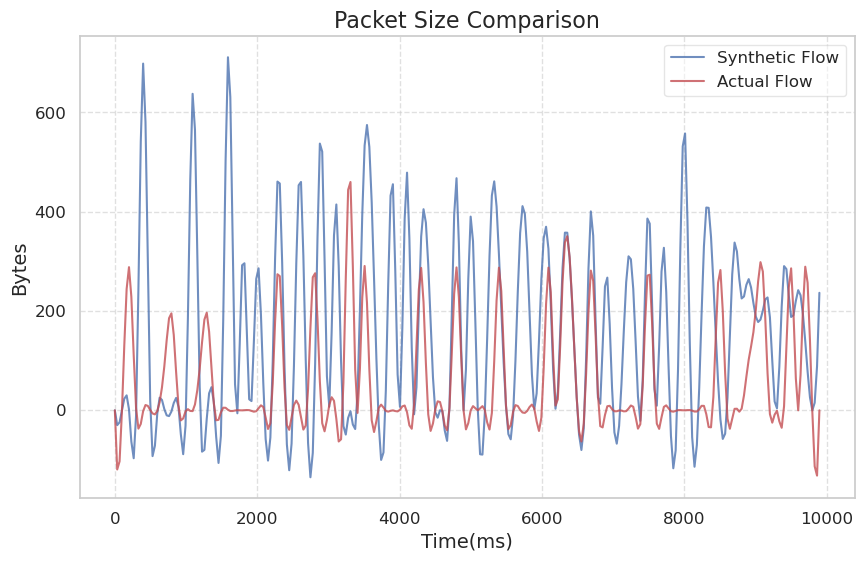 Packet Size Comparison
Synthetic Flow
Actual Flow
600
400
200
0
Bytes
0
2000
4000
6000
8000
10000
Time(ms)